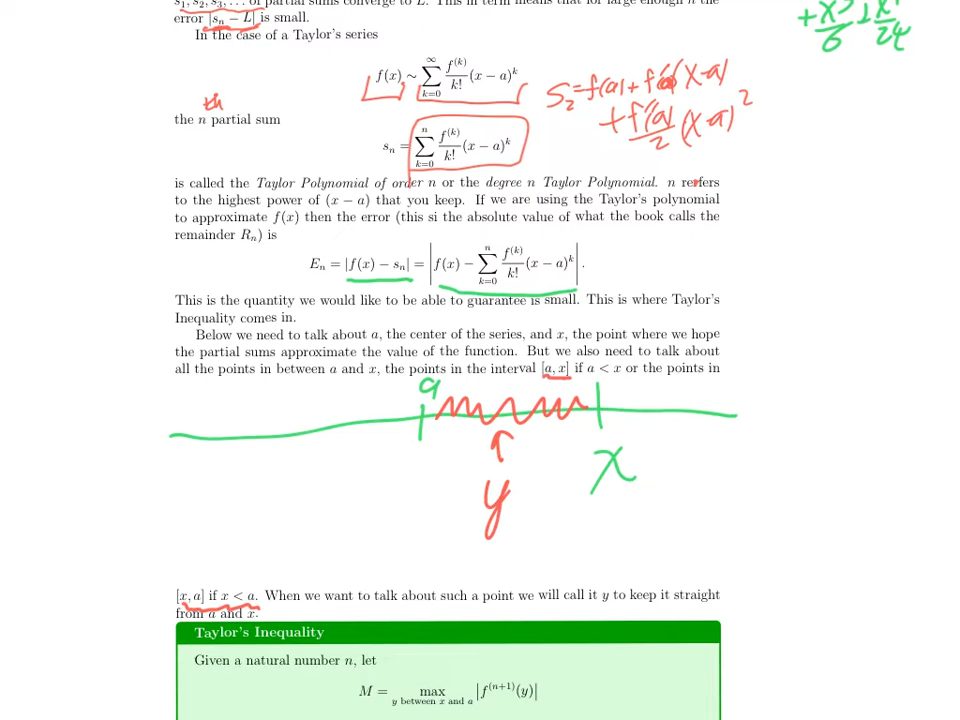 s₁, s₂, s₃, … of partial sums converge to L. This in term means that for large enough n the
error |sₙ − L| is small.
In the case of a Taylor's series
f(x) ∼ ∑_{k=0}^{∞} f^{(k)}/k! (x − a)^k
th
the n partial sum
sₙ = ∑_{k=0}^{n} f^{(k)}/k! (x − a)^k
S₂ = f(a) + f'(a)(x-a)
+ f''(a)/2 (x-a)²
+ x³/6 + x⁴/24
is called the Taylor Polynomial of order n or the degree n Taylor Polynomial. n refers
to the highest power of (x − a) that you keep. If we are using the Taylor's polynomial
to approximate f(x) then the error (this si the absolute value of what the book calls the
remainder Rₙ) is
Eₙ = |f(x) − sₙ| = |f(x) − ∑_{k=0}^{n} f^{(k)}/k! (x − a)^k|.
This is the quantity we would like to be able to guarantee is small. This is where Taylor's
Inequality comes in.
Below we need to talk about a, the center of the series, and x, the point where we hope
the partial sums approximate the value of the function. But we also need to talk about
all the points in between a and x, the points in the interval [a, x] if a < x or the points in
a
x
y
[x, a] if x < a. When we want to talk about such a point we will call it y to keep it straight
from a and x.
Taylor's Inequality
Given a natural number n, let
M = max_{y between x and a} |f^{(n+1)}(y)|